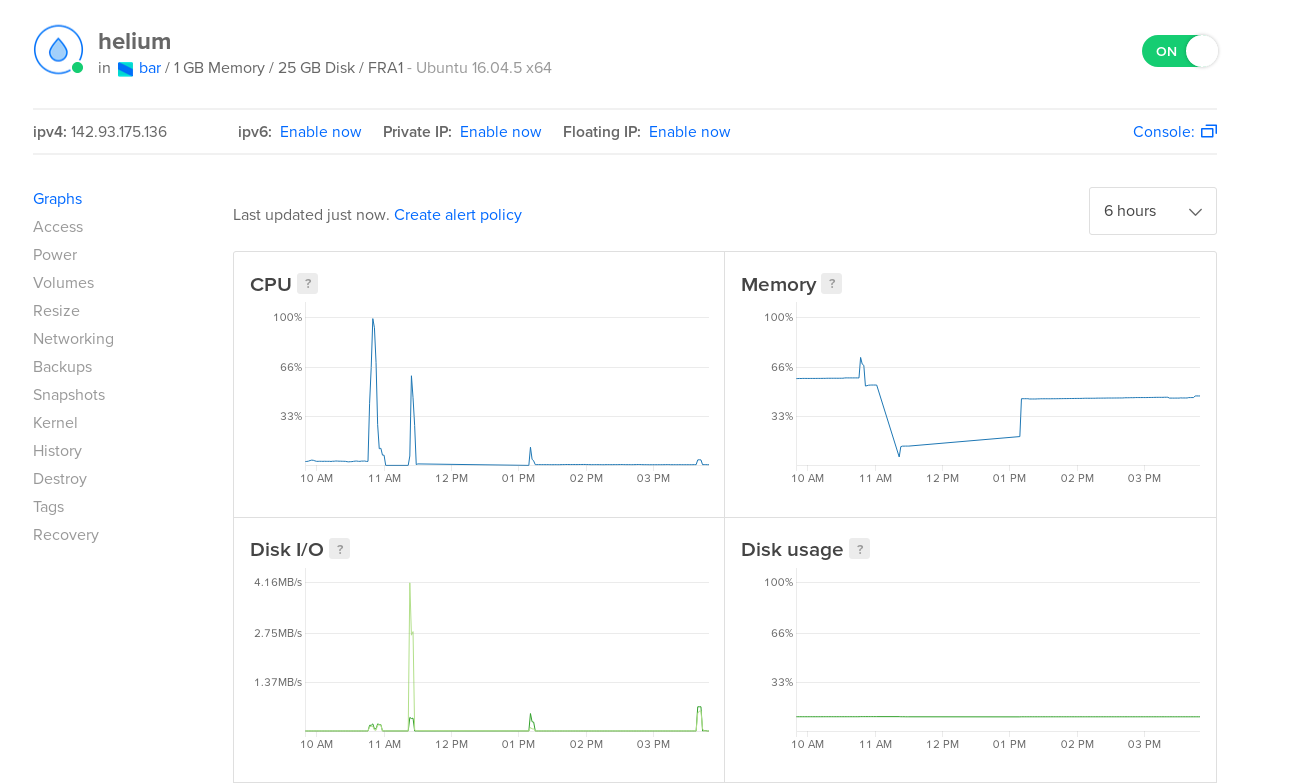 helium
ON
in bar / 1 GB Memory / 25 GB Disk / FRA1 - Ubuntu 16.04.5 x64
ipv4: 142.93.175.136 ipv6: Enable now Private IP: Enable now Floating IP: Enable now Console:
Graphs
Access
Power
Volumes
Resize
Networking
Backups
Snapshots
Kernel
History
Destroy
Tags
Recovery
Last updated just now. Create alert policy
6 hours
CPU ?
100%
66%
33%
10 AM 11 AM 12 PM 01 PM 02 PM 03 PM
Memory ?
100%
66%
33%
10 AM 11 AM 12 PM 01 PM 02 PM 03 PM
Disk I/O ?
4.16MB/s
2.75MB/s
1.37MB/s
10 AM 11 AM 12 PM 01 PM 02 PM 03 PM
Disk usage ?
100%
66%
33%
10 AM 11 AM 12 PM 01 PM 02 PM 03 PM